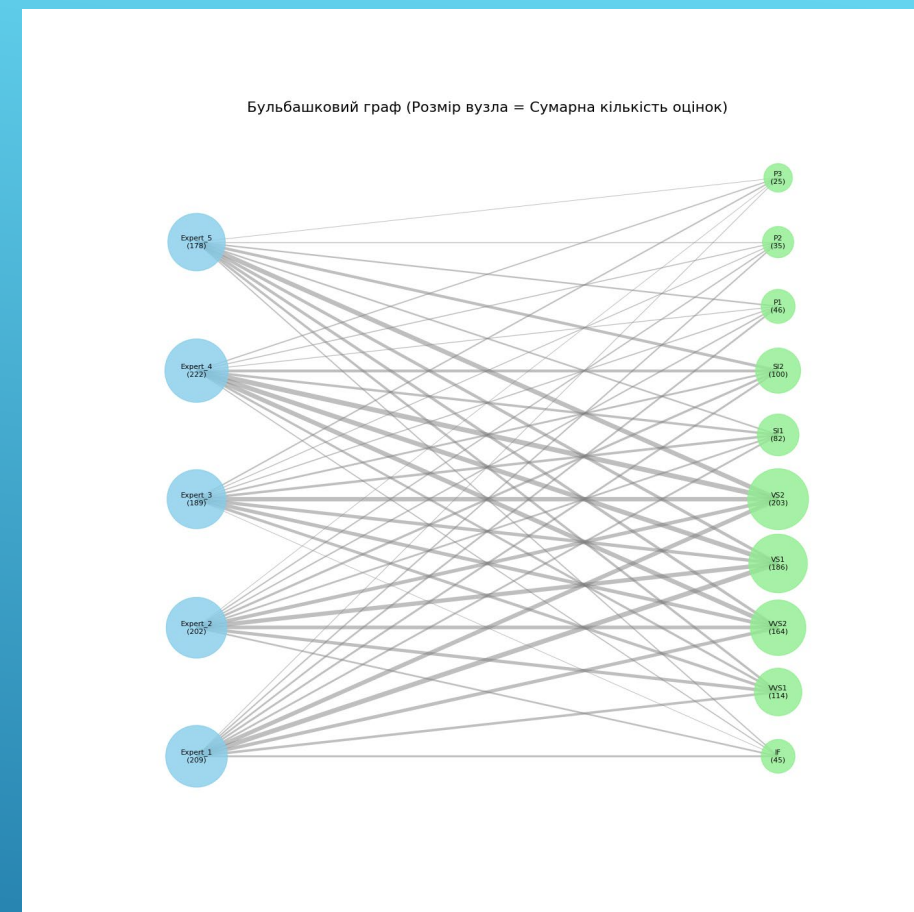 Бульбашковий граф (Розмір вузла = Сумарна кількість оцінок)
Expert_5
(178)
Expert_4
(222)
Expert_3
(189)
Expert_2
(202)
Expert_1
(209)
P3
(25)
P2
(35)
P1
(46)
SI2
(100)
SI1
(82)
VS2
(203)
VS1
(186)
VVS2
(164)
VVS1
(114)
IF
(45)